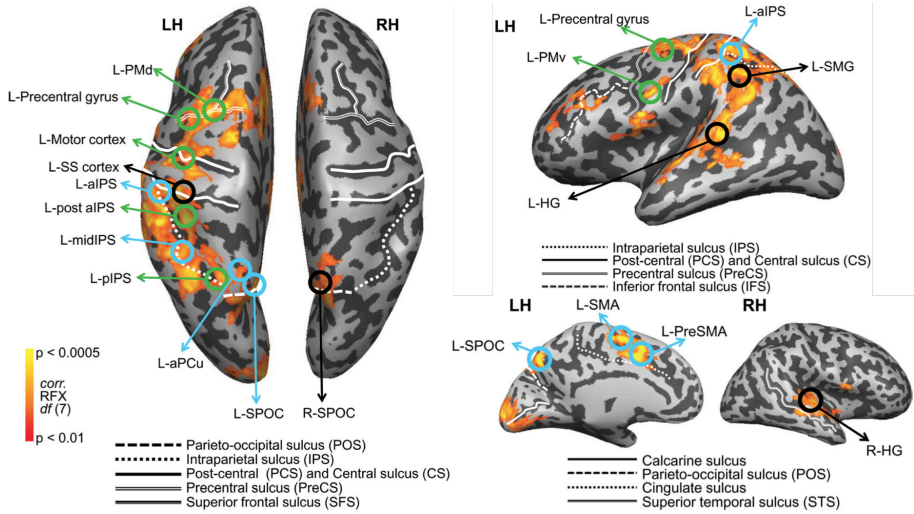 LH
RH
L-PMd
L-Precentral gyrus
L-Motor cortex
L-SS cortex
L-aIPS
L-post aIPS
L-midIPS
L-pIPS
L-aPCu
L-SPOC
R-SPOC
p < 0.0005
corr.
RFX
df (7)
p < 0.01
Parieto-occipital sulcus (POS)
Intraparietal sulcus (IPS)
Post-central (PCS) and Central sulcus (CS)
Precentral sulcus (PreCS)
Superior frontal sulcus (SFS)
LH
L-Precentral gyrus
L-aIPS
L-PMv
L-SMG
L-HG
Intraparietal sulcus (IPS)
Post-central (PCS) and Central sulcus (CS)
Precentral sulcus (PreCS)
Inferior frontal sulcus (IFS)
LH
L-SMA
RH
L-SPOC
L-PreSMA
R-HG
Calcarine sulcus
Parieto-occipital sulcus (POS)
Cingulate sulcus
Superior temporal sulcus (STS)